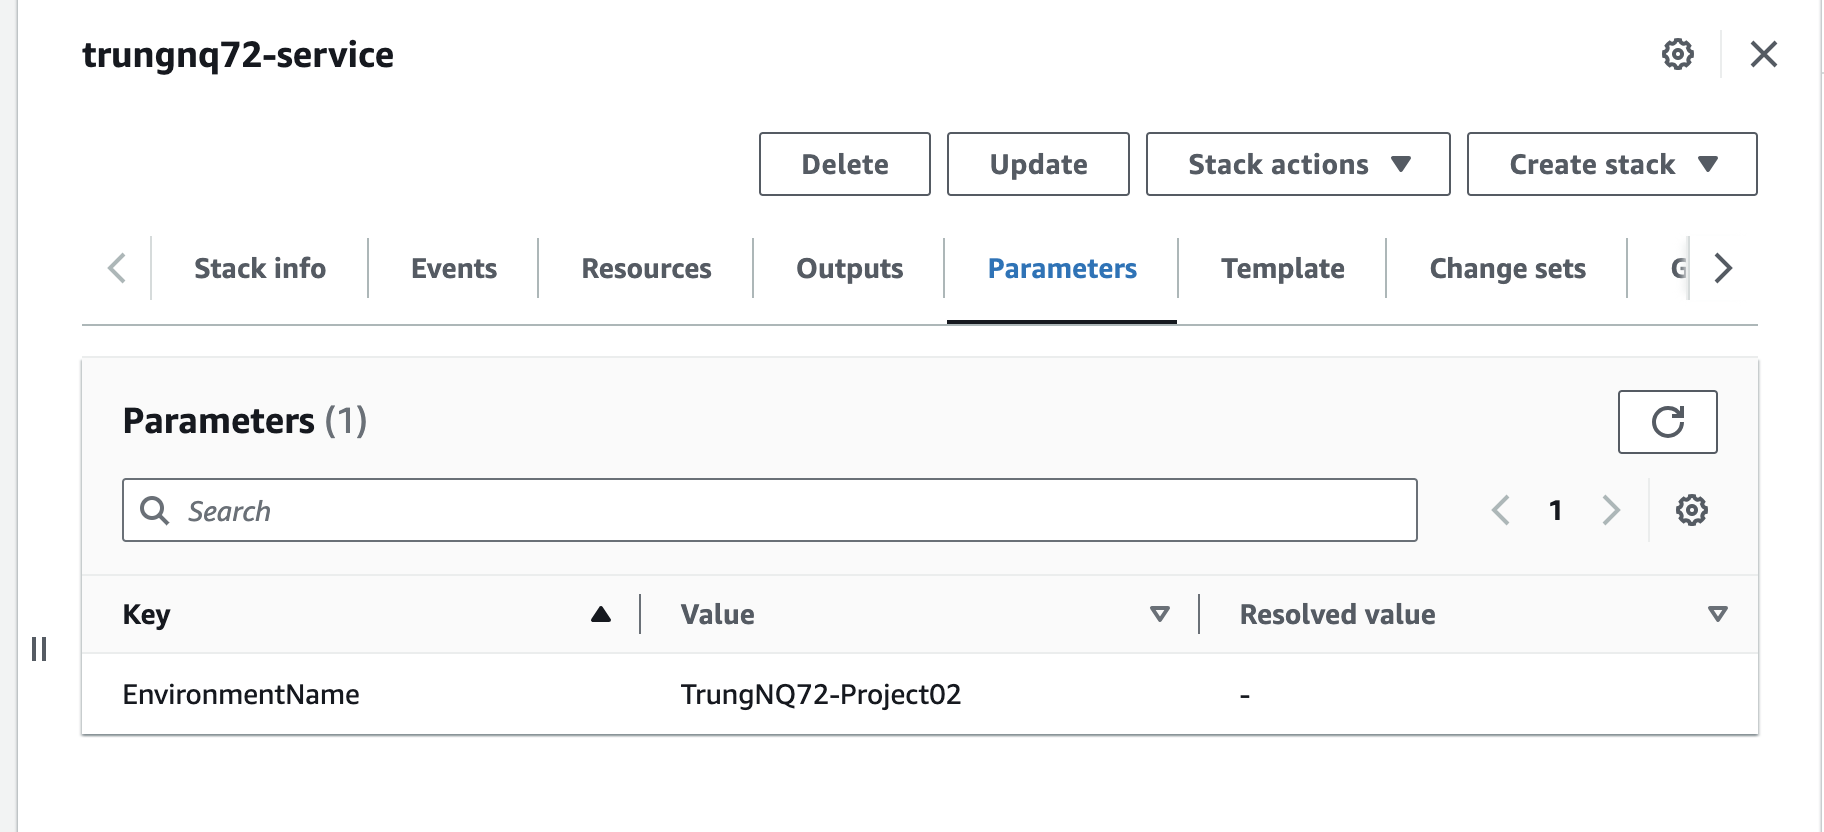 trungnq72-service
Delete Update Stack actions Create stack
Stack info Events Resources Outputs Parameters Template Change sets
Parameters (1)
Search 1
Key Value Resolved value
EnvironmentName TrungNQ72-Project02 -